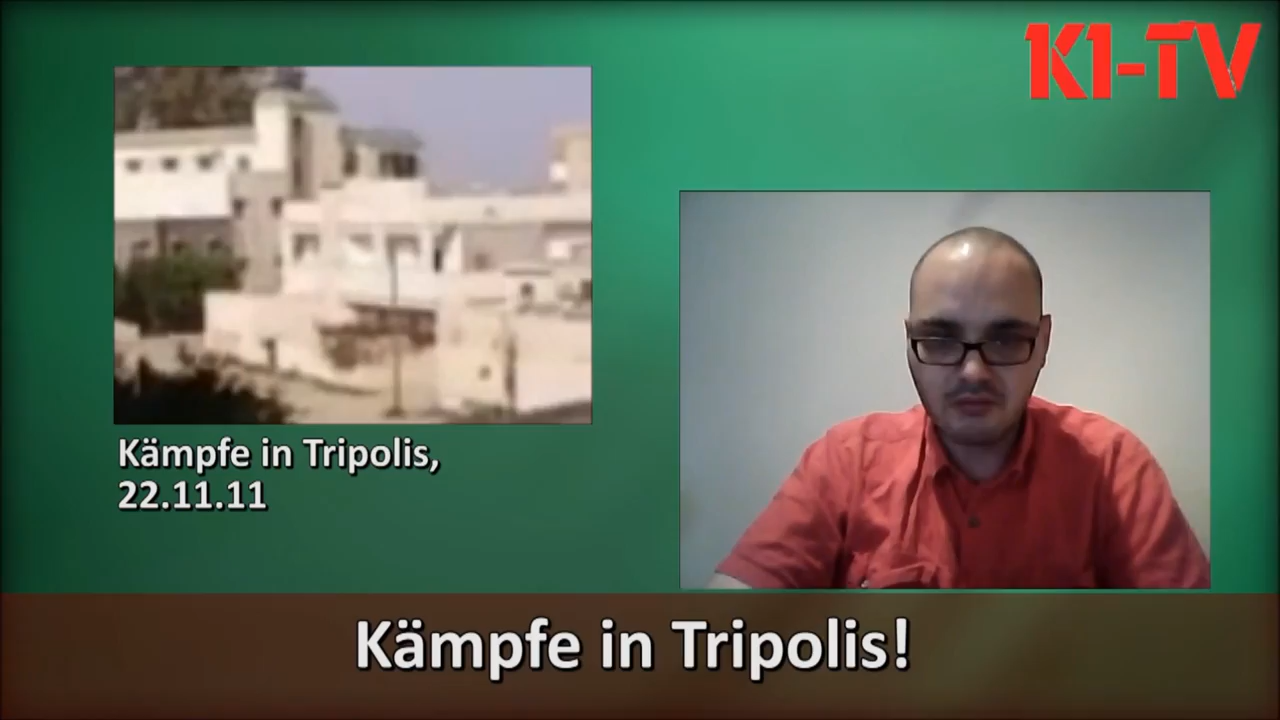 K1-TV
Kämpfe in Tripolis,
22.11.11
Kämpfe in Tripolis!